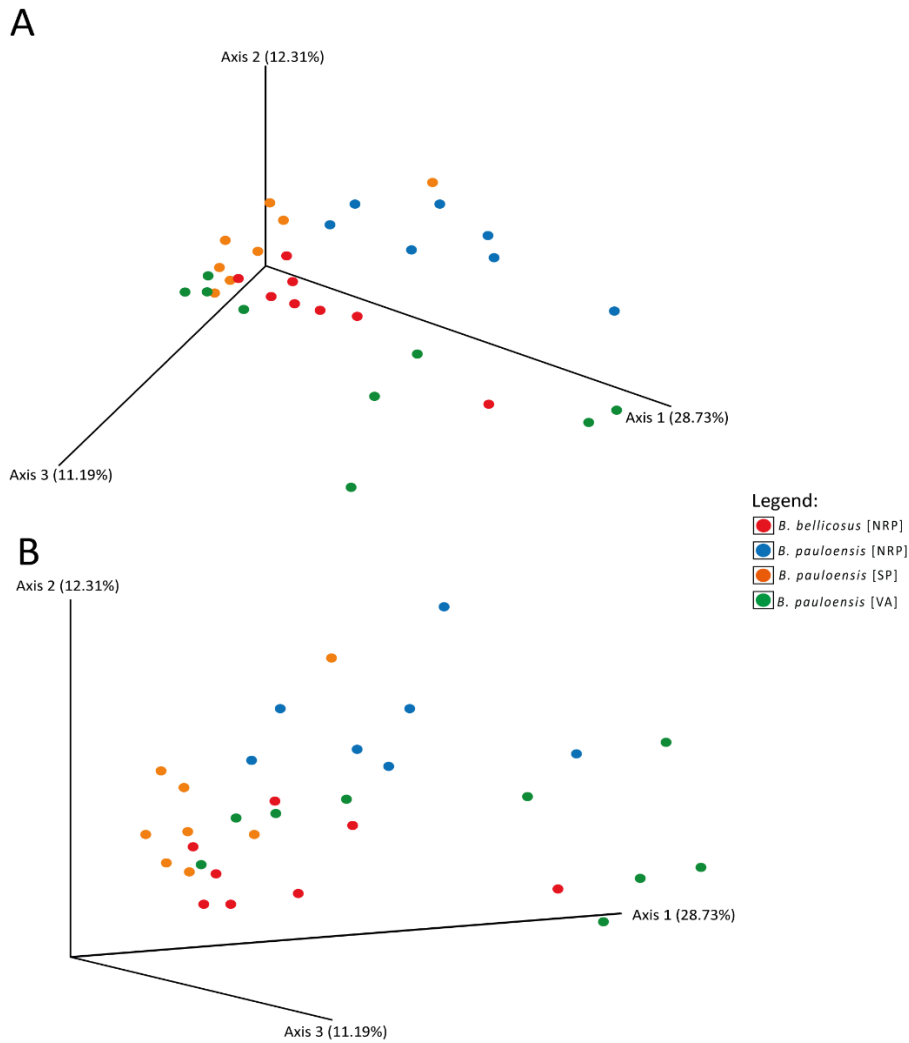 A
Axis 2 (12.31%)
Axis 1 (28.73%)
Axis 3 (11.19%)
Legend:
B. bellicosus [NRP]
B. pauloensis [NRP]
B. pauloensis [SP]
B. pauloensis [VA]
B
Axis 2 (12.31%)
Axis 1 (28.73%)
Axis 3 (11.19%)